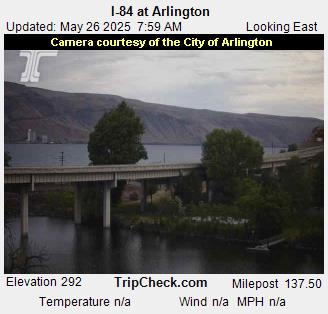 I-84 at Arlington
Updated: May 26 2025 7:59 AM Looking East
Camera courtesy of the City of Arlington
Elevation 292 TripCheck.com Milepost 137.50
Temperature n/a Wind n/a MPH n/a